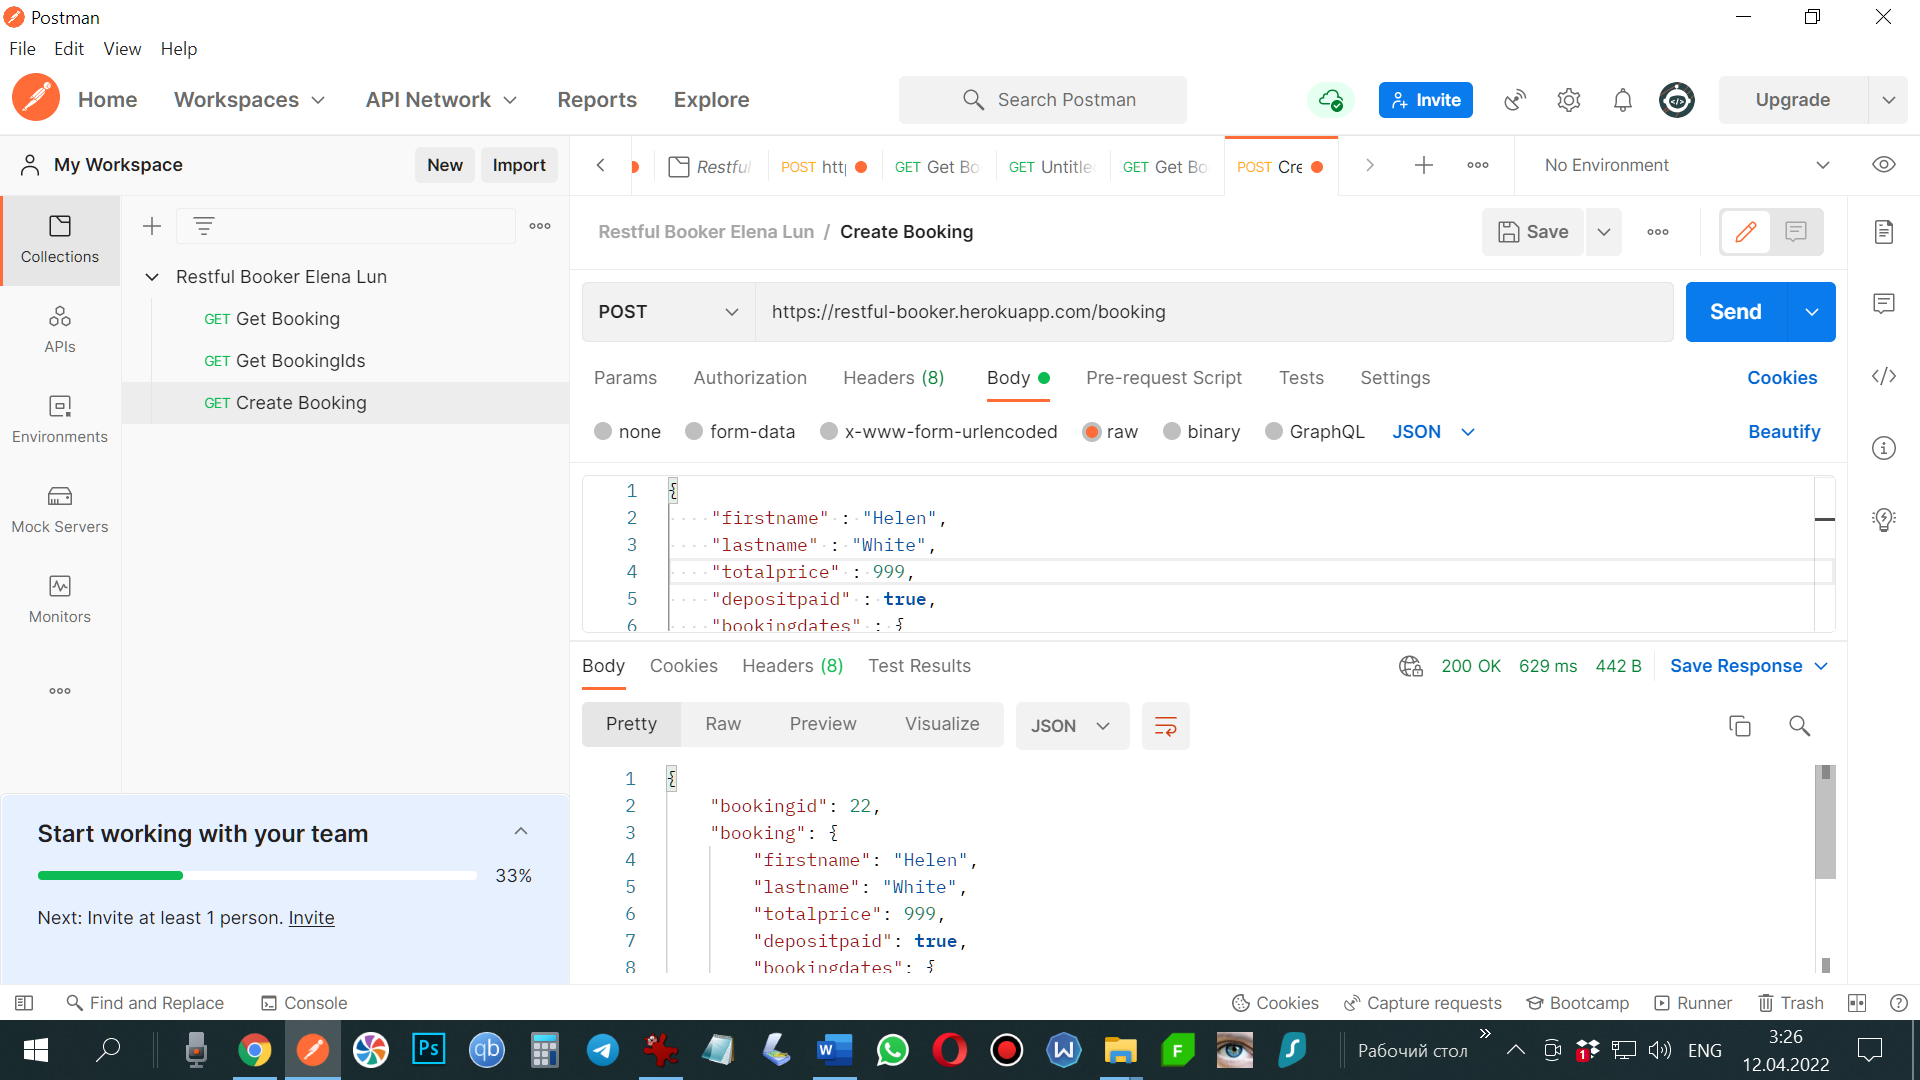 Postman
File Edit View Help
Home Workspaces API Network Reports Explore Search Postman Invite Upgrade
My Workspace New Import
Restful POST GET Get Bo GET Untitle GET Get Bo POST Cre No Environment
Collections
APIs
Environments
Mock Servers
Monitors
Restful Booker Elena Lun
GET Get Booking
GET Get BookingIds
GET Create Booking
Restful Booker Elena Lun / Create Booking Save
POST https://restful-booker.herokuapp.com/booking Send
Params Authorization Headers (8) Body Pre-request Script Tests Settings Cookies
none form-data x-www-form-urlencoded raw binary GraphQL JSON Beautify
1 {
2 "firstname" : "Helen",
3 "lastname" : "White",
4 "totalprice" : 999,
5 "depositpaid" : true,
6 "bookingdates" : {
Body Cookies Headers (8) Test Results 200 OK 629 ms 442 B Save Response
Pretty Raw Preview Visualize JSON
1 {
2 "bookingid": 22,
3 "booking": {
4 "firstname": "Helen",
5 "lastname": "White",
6 "totalprice": 999,
7 "depositpaid": true,
8 "bookingdates": {
Start working with your team
33%
Next: Invite at least 1 person. Invite
Find and Replace Console Cookies Capture requests Bootcamp Runner Trash
Ps qb W W F Рабочий стол 1 ENG 3:26
12.04.2022